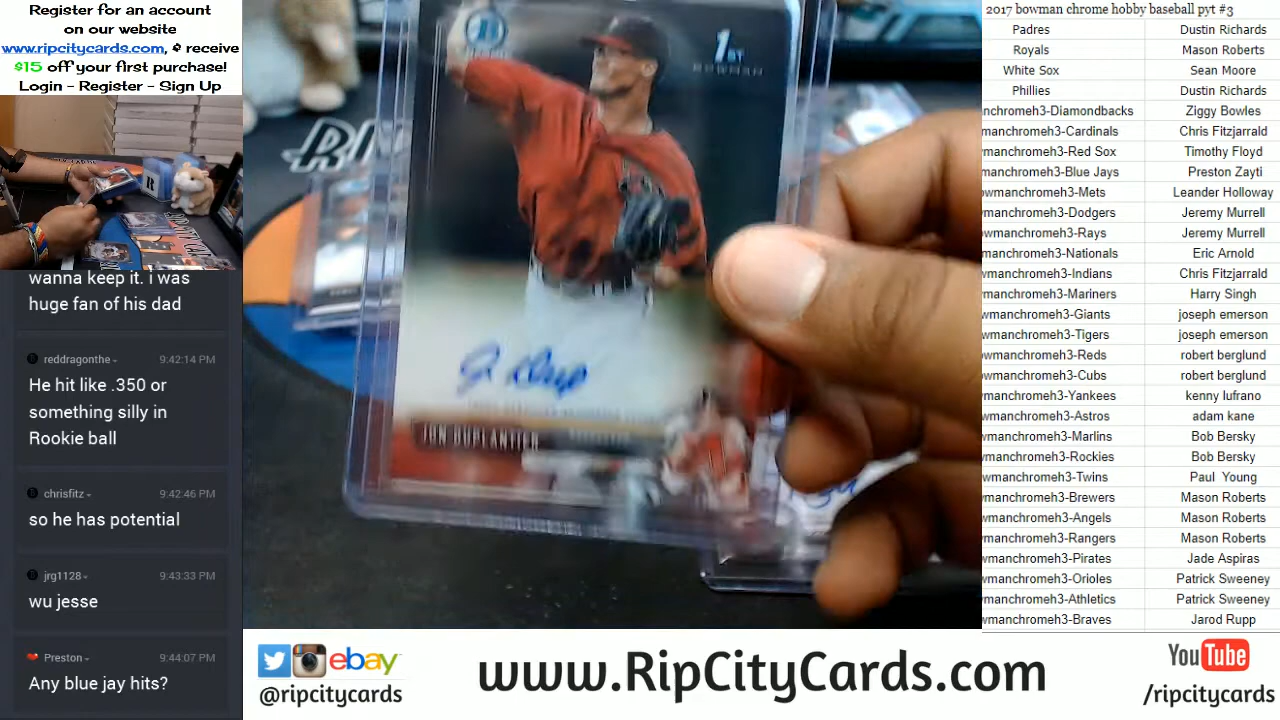 Register for an account
on our website
www.ripcitycards.com, & receive
$15 off your first purchase!
Login - Register - Sign Up
wanna keep it. i was
huge fan of his dad
reddragonthe 9:42:14 PM
He hit like .350 or
something silly in
Rookie ball
chrisfitz 9:42:46 PM
so he has potential
jrg1128 9:43:33 PM
wu jesse
Preston 9:44:07 PM
Any blue jay hits?
B
1ST
BOWMAN
JON DUPLANTIER
2017 bowman chrome hobby baseball pyt #3
Padres Dustin Richards
Royals Mason Roberts
White Sox Sean Moore
Phillies Dustin Richards
manchromeh3-Diamondbacks Ziggy Bowles
manchromeh3-Cardinals Chris Fitzjarrald
wmanchromeh3-Red Sox Timothy Floyd
wmanchromeh3-Blue Jays Preston Zayti
owmanchromeh3-Mets Leander Holloway
wmanchromeh3-Dodgers Jeremy Murrell
owmanchromeh3-Rays Jeremy Murrell
manchromeh3-Nationals Eric Arnold
wmanchromeh3-Indians Chris Fitzjarrald
wmanchromeh3-Mariners Harry Singh
wmanchromeh3-Giants joseph emerson
wmanchromeh3-Tigers joseph emerson
owmanchromeh3-Reds robert berglund
owmanchromeh3-Cubs robert berglund
wmanchromeh3-Yankees kenny lufrano
wmanchromeh3-Astros adam kane
wmanchromeh3-Marlins Bob Bersky
wmanchromeh3-Rockies Bob Bersky
wmanchromeh3-Twins Paul Young
wmanchromeh3-Brewers Mason Roberts
wmanchromeh3-Angels Mason Roberts
wmanchromeh3-Rangers Mason Roberts
wmanchromeh3-Pirates Jade Aspiras
wmanchromeh3-Orioles Patrick Sweeney
wmanchromeh3-Athletics Patrick Sweeney
wmanchromeh3-Braves Jarod Rupp
ebay
@ripcitycards
www.RipCityCards.com
YouTube
/ripcitycards